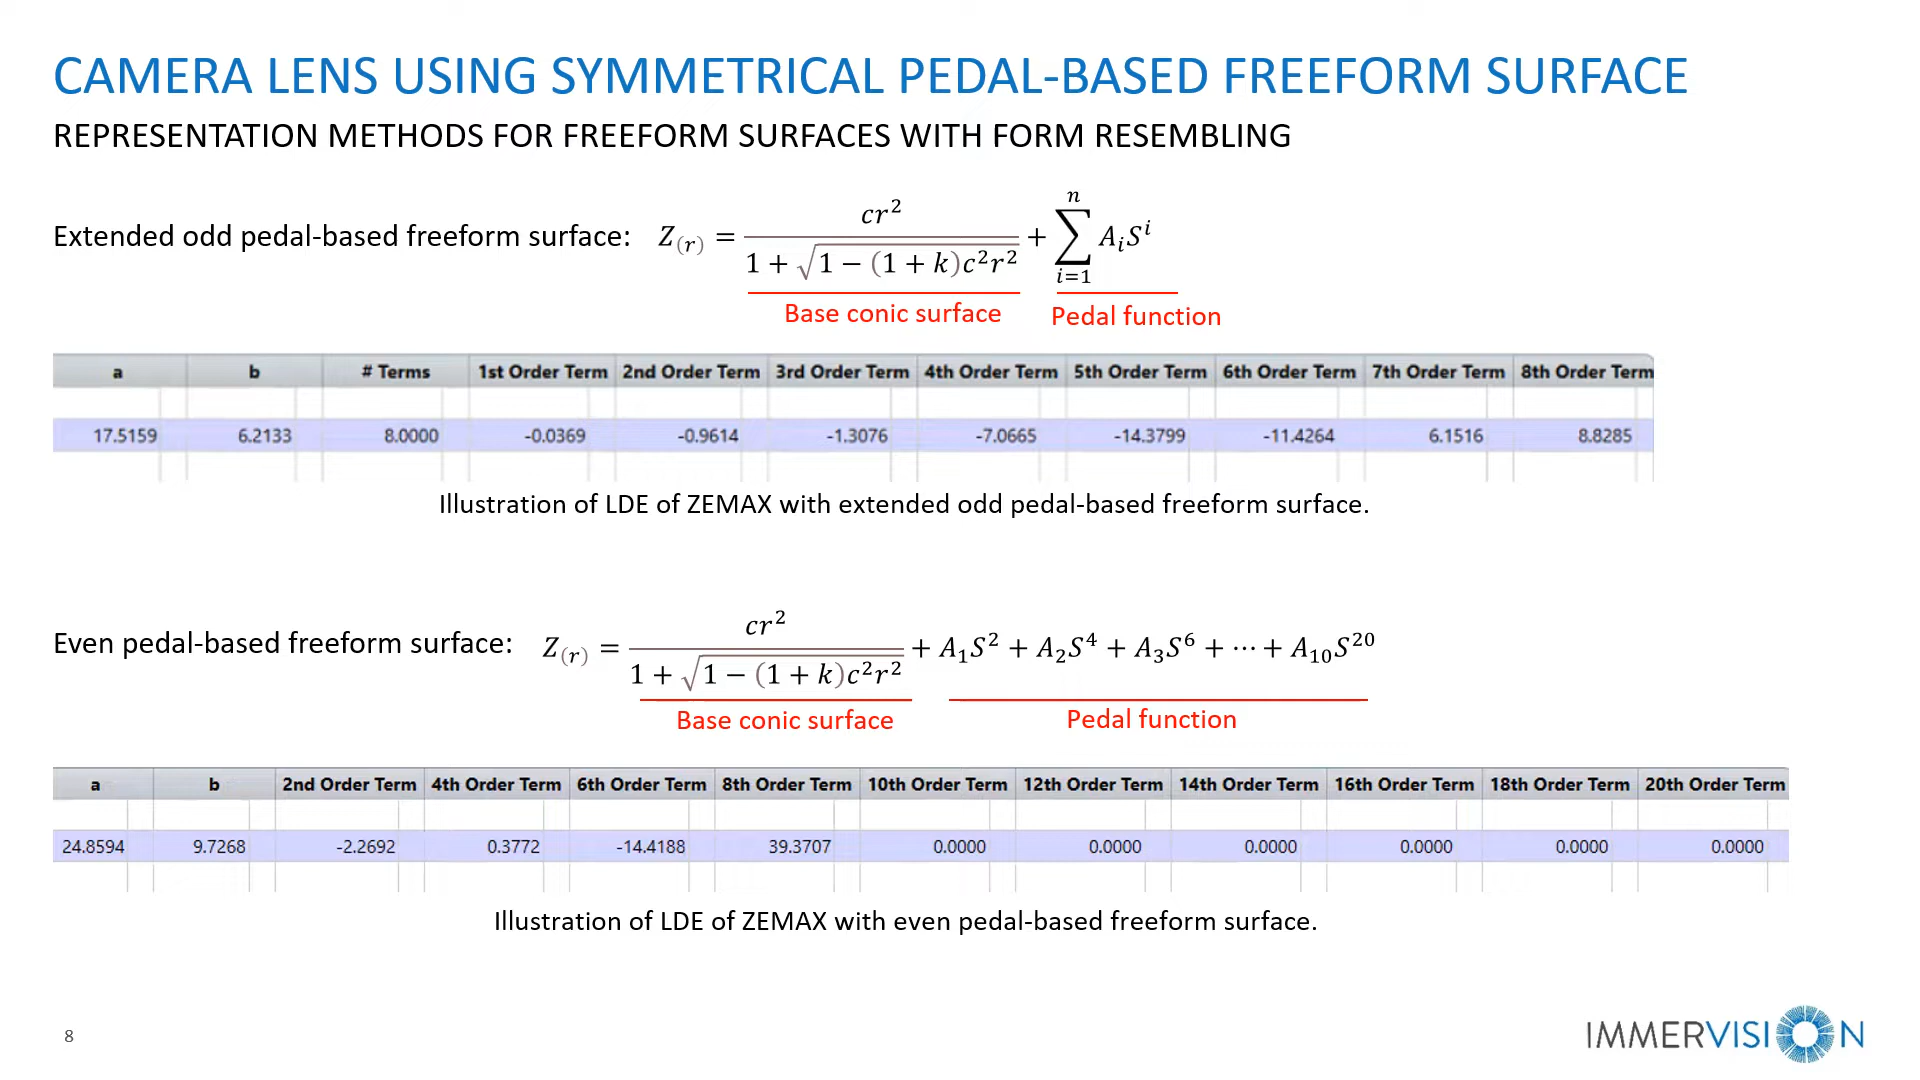 CAMERA LENS USING SYMMETRICAL PEDAL-BASED FREEFORM SURFACE
REPRESENTATION METHODS FOR FREEFORM SURFACES WITH FORM RESEMBLING
Extended odd pedal-based freeform surface: Z₍ᵣ₎ = cr² / (1 + √(1 − (1 + k)c²r²)) + ∑ⁿᵢ₌₁ AᵢSⁱ
Base conic surface Pedal function
a b # Terms 1st Order Term 2nd Order Term 3rd Order Term 4th Order Term 5th Order Term 6th Order Term 7th Order Term 8th Order Term
17.5159 6.2133 8.0000 -0.0369 -0.9614 -1.3076 -7.0665 -14.3799 -11.4264 6.1516 8.8285
Illustration of LDE of ZEMAX with extended odd pedal-based freeform surface.
Even pedal-based freeform surface: Z₍ᵣ₎ = cr² / (1 + √(1 − (1 + k)c²r²)) + A₁S² + A₂S⁴ + A₃S⁶ + ⋯ + A₁₀S²⁰
Base conic surface Pedal function
a b 2nd Order Term 4th Order Term 6th Order Term 8th Order Term 10th Order Term 12th Order Term 14th Order Term 16th Order Term 18th Order Term 20th Order Term
24.8594 9.7268 -2.2692 0.3772 -14.4188 39.3707 0.0000 0.0000 0.0000 0.0000 0.0000 0.0000
Illustration of LDE of ZEMAX with even pedal-based freeform surface.
8
IMMERVISION